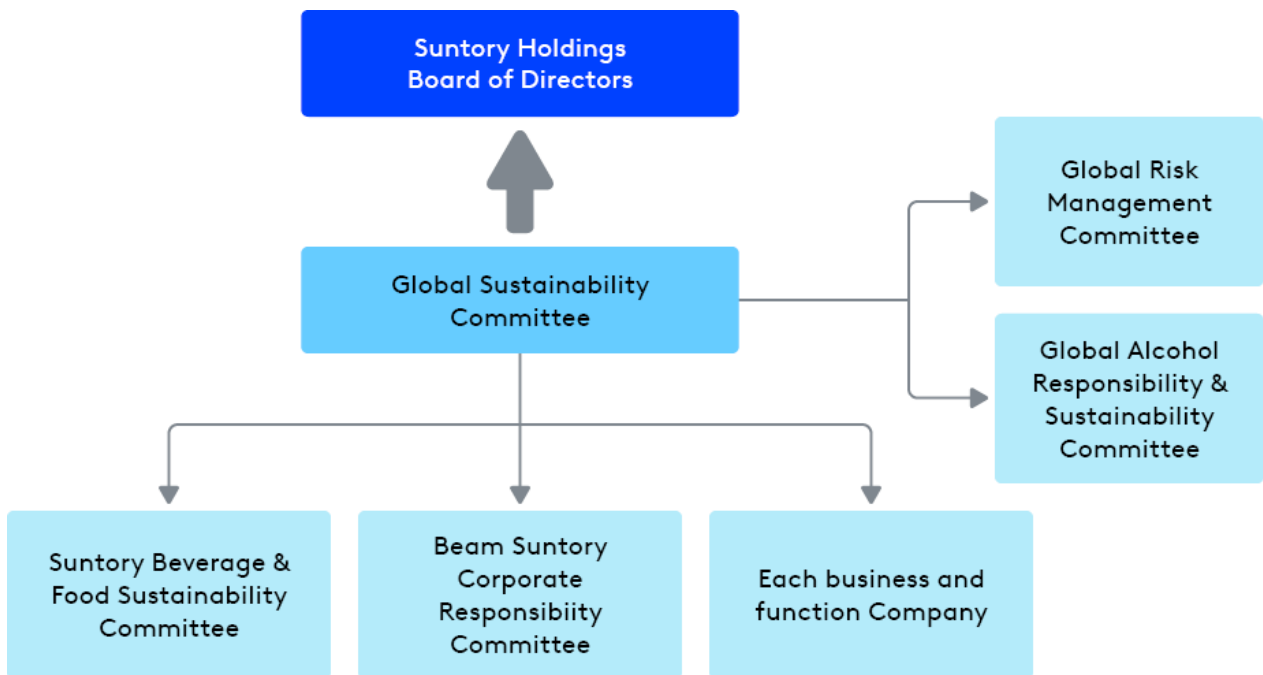 Suntory Holdings
Board of Directors
Global Risk
Management
Committee
Global Sustainability
Committee
Global Alcohol
Responsibility &
Sustainability
Committee
Suntory Beverage &
Food Sustainability
Committee
Beam Suntory
Corporate
Responsibiity
Committee
Each business and
function Company